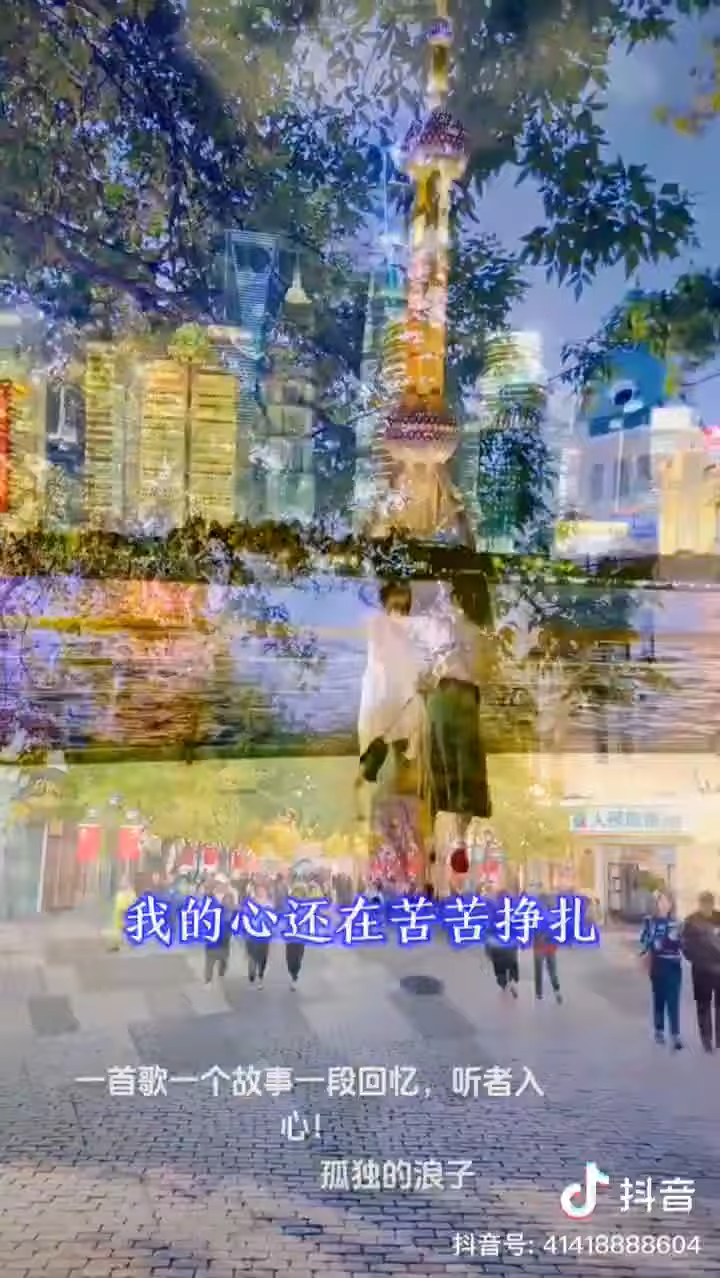 我的心还在苦苦挣扎
一首歌一个故事一段回忆，听者入
心！
孤独的浪子
抖音
抖音号: 41418888604